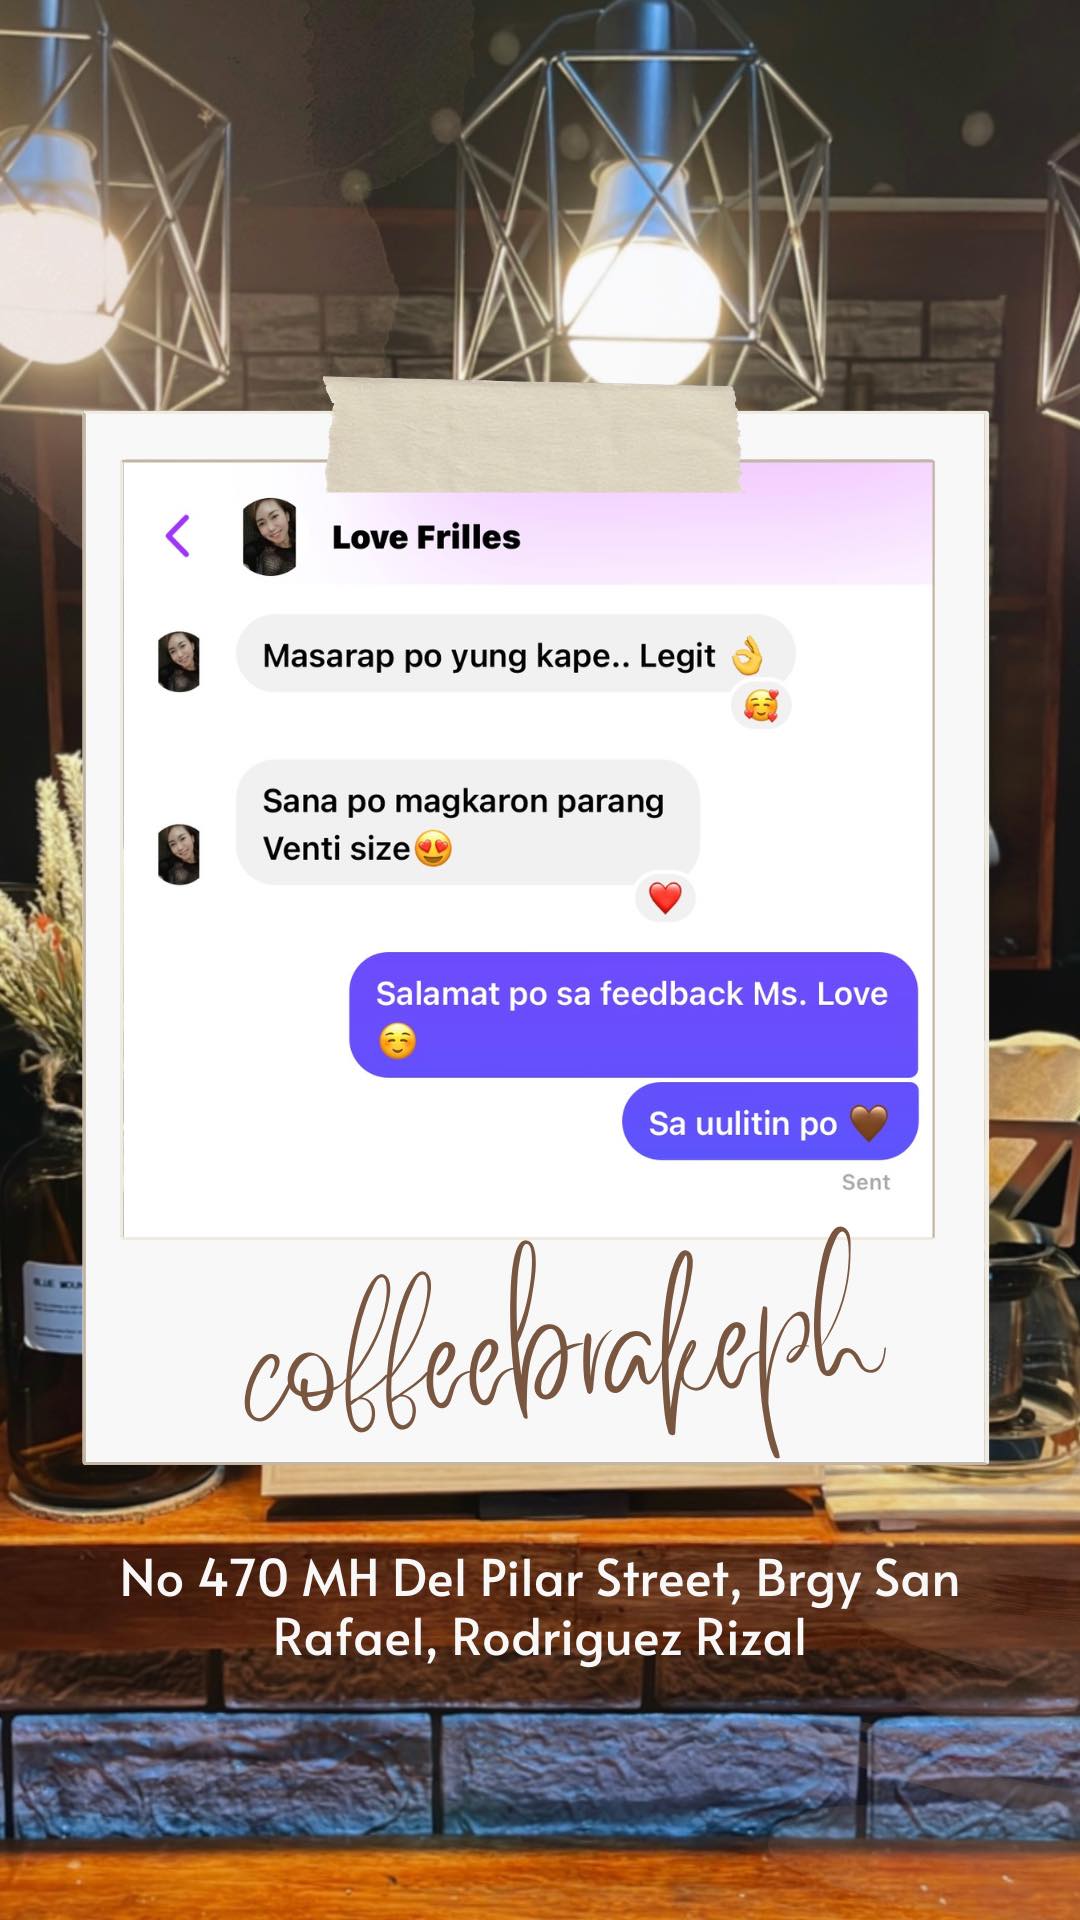 Love Frilles
Masarap po yung kape.. Legit 👌
🥰
Sana po magkaron parang
Venti size😍
❤️
Salamat po sa feedback Ms. Love
☺️
Sa uulitin po 🤎
Sent
coffeebrakeph
BLUE
No 470 MH Del Pilar Street, Brgy San
Rafael, Rodriguez Rizal